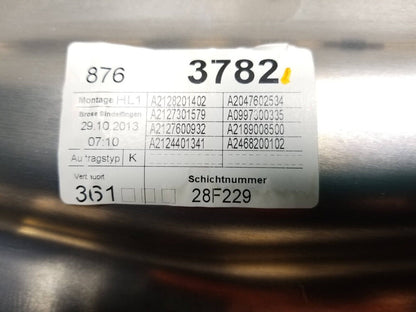 876 3782
Montage HL1 A2128201402 A2047602534
Brose Sindelfingen A2127301579 A0997300335
29.10.2013 A2127600932 A2189008500
07:10 A2124401341 A2468200102
Auftragstyp K
Verbauort Schichtnummer
361 28F229